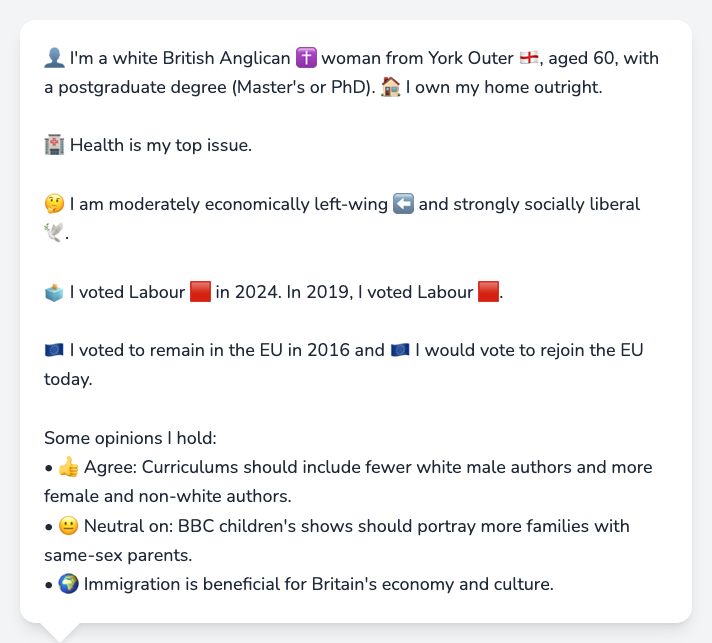 👤 I'm a white British Anglican ✝️ woman from York Outer 🏴󠁧󠁢󠁥󠁮󠁧󠁿, aged 60, with
a postgraduate degree (Master's or PhD). 🏠 I own my home outright.
🏥 Health is my top issue.
🤔 I am moderately economically left-wing ⬅️ and strongly socially liberal
🕊️.
🗳️ I voted Labour 🟥 in 2024. In 2019, I voted Labour 🟥.
🇪🇺 I voted to remain in the EU in 2016 and 🇪🇺 I would vote to rejoin the EU
today.
Some opinions I hold:
• 👍 Agree: Curriculums should include fewer white male authors and more
female and non-white authors.
• 😐 Neutral on: BBC children's shows should portray more families with
same-sex parents.
• 🌍 Immigration is beneficial for Britain's economy and culture.